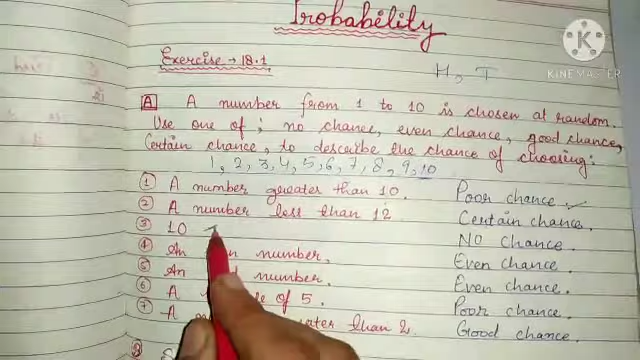 Probability
Exercise → 18.1
H, T
KINEMASTER
A A number from 1 to 10 is chosen at random.
Use one of; no chance, even chance, good chance,
Certain chance, to describe the chance of choosing:
1, 2, 3, 4, 5, 6, 7, 8, 9, 10
① A number greater than 10. Poor chance.
② A number less than 12 Certain chance.
③ 10 No chance.
④ An number, Even chance.
⑤ An number. Even chance.
⑥ A of 5. Poor chance.
⑦ A than 2. Good chance.